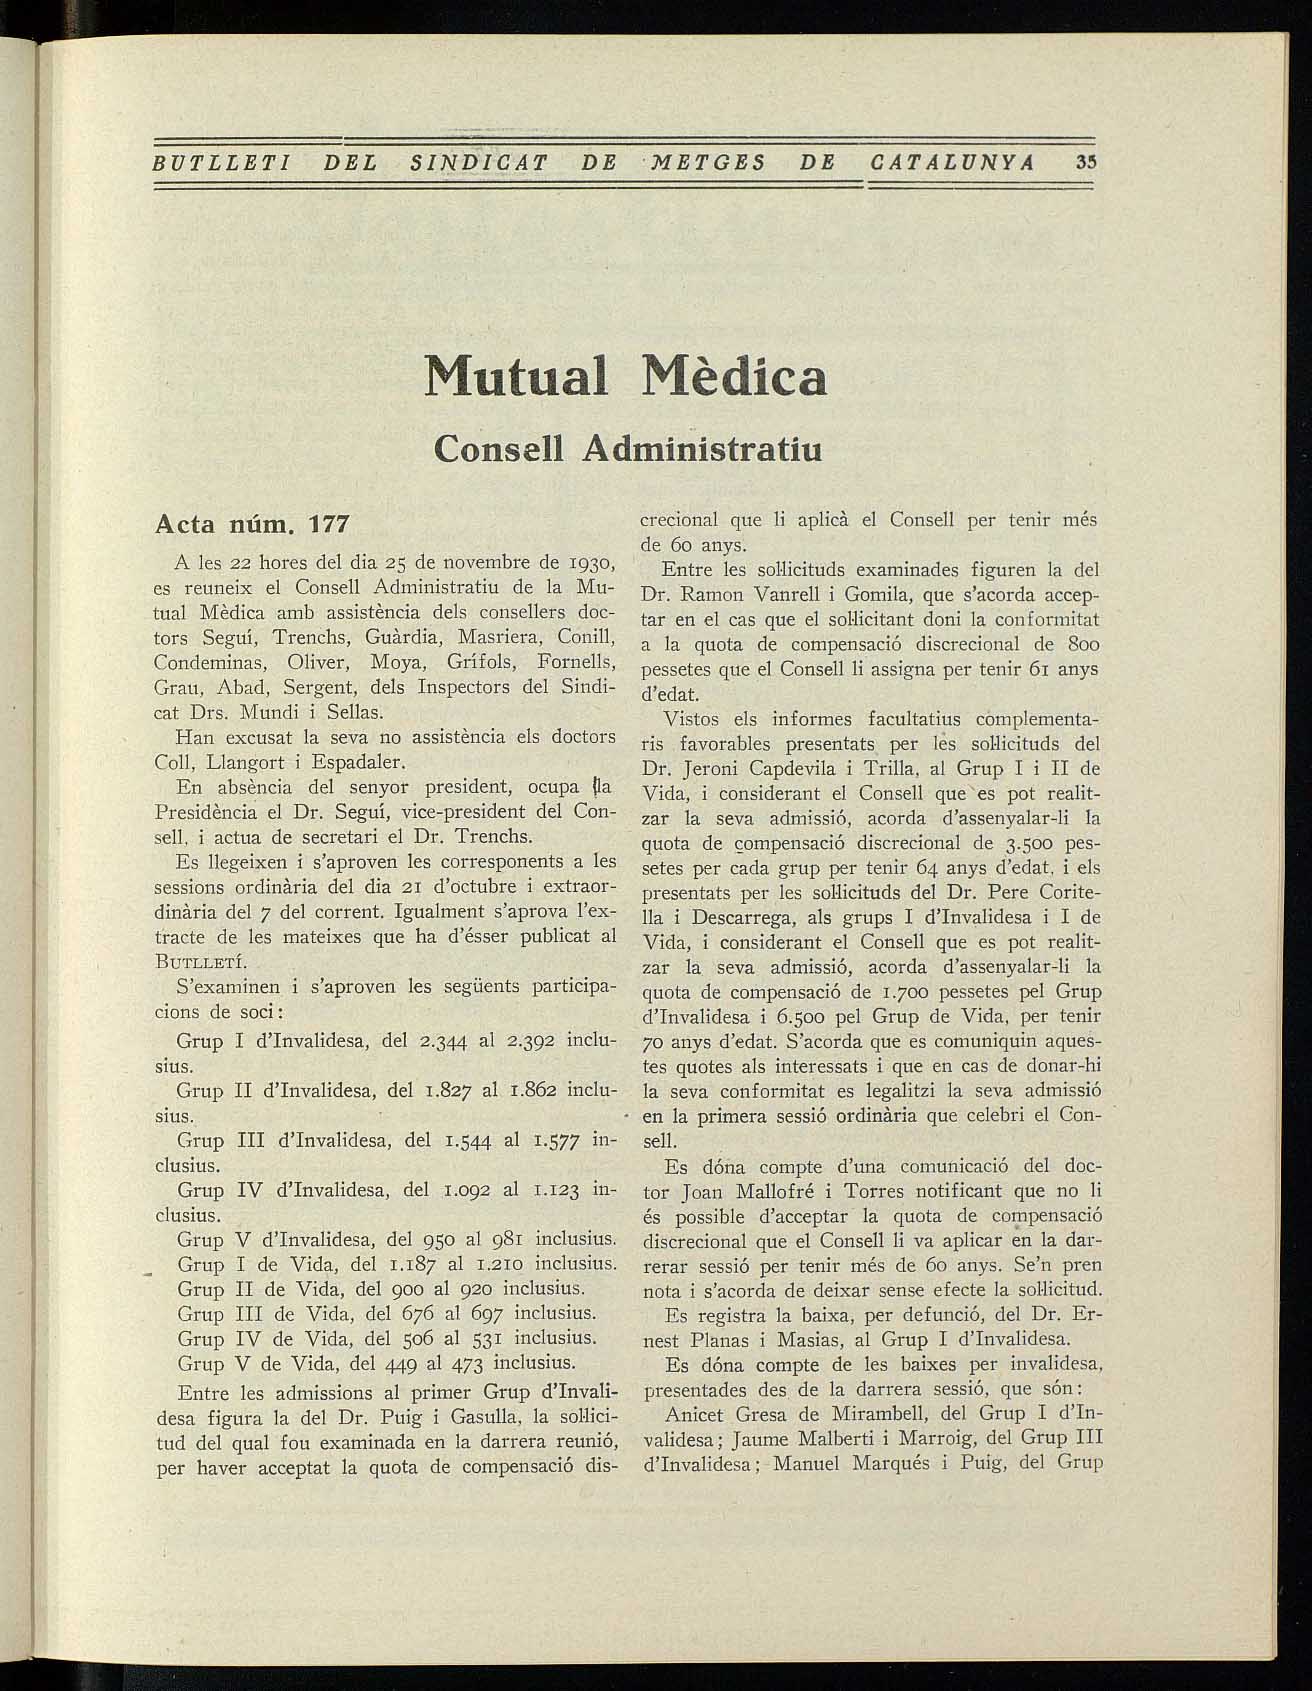 BUTLLETI DEL SINDICAT DE METGES DE CATALUNYA 35
Mutual Mèdica
Consell Administratiu
Acta núm. 177
A les 22 hores del dia 25 de novembre de 1930,
es reuneix el Consell Administratiu de la Mu-
tual Mèdica amb assistència dels consellers doc-
tors Seguí, Trenchs, Guàrdia, Masriera, Conill,
Condeminas, Oliver, Moya, Grífols, Fornells,
Grau, Abad, Sergent, dels Inspectors del Sindi-
cat Drs. Mundi i Sellas.
Han excusat la seva no assistència els doctors
Coll, Llangort i Espadaler.
En absència del senyor president, ocupa la
Presidència el Dr. Seguí, vice-president del Con-
sell, i actua de secretari el Dr. Trenchs.
Es llegeixen i s'aproven les corresponents a les
sessions ordinària del dia 21 d'octubre i extraor-
dinària del 7 del corrent. Igualment s'aprova l'ex-
tracte de les mateixes que ha d'ésser publicat al
BUTLLETÍ.
S'examinen i s'aproven les següents participa-
cions de soci:
Grup I d'Invalidesa, del 2.344 al 2.392 inclu-
sius.
Grup II d'Invalidesa, del 1.827 al 1.862 inclu-
sius.
Grup III d'Invalidesa, del 1.544 al 1.577 in-
clusius.
Grup IV d'Invalidesa, del 1.092 al 1.123 in-
clusius.
Grup V d'Invalidesa, del 950 al 981 inclusius.
Grup I de Vida, del 1.187 al 1.210 inclusius.
Grup II de Vida, del 900 al 920 inclusius.
Grup III de Vida, del 676 al 697 inclusius.
Grup IV de Vida, del 506 al 531 inclusius.
Grup V de Vida, del 449 al 473 inclusius.
Entre les admissions al primer Grup d'Invali-
desa figura la del Dr. Puig i Gasulla, la sol·lici-
tud del qual fou examinada en la darrera reunió,
per haver acceptat la quota de compensació dis-
crecional que li aplicà el Consell per tenir més
de 60 anys.
Entre les sol·licituds examinades figuren la del
Dr. Ramon Vanrell i Gomila, que s'acorda accep-
tar en el cas que el sol·licitant doni la conformitat
a la quota de compensació discrecional de 800
pessetes que el Consell li assigna per tenir 61 anys
d'edat.
Vistos els informes facultatius complementa-
ris favorables presentats per les sol·licituds del
Dr. Jeroni Capdevila i Trilla, al Grup I i II de
Vida, i considerant el Consell que es pot realit-
zar la seva admissió, acorda d'assenyalar-li la
quota de compensació discrecional de 3.500 pes-
setes per cada grup per tenir 64 anys d'edat, i els
presentats per les sol·licituds del Dr. Pere Corite-
lla i Descarrega, als grups I d'Invalidesa i I de
Vida, i considerant el Consell que es pot realit-
zar la seva admissió, acorda d'assenyalar-li la
quota de compensació de 1.700 pessetes pel Grup
d'Invalidesa i 6.500 pel Grup de Vida, per tenir
70 anys d'edat. S'acorda que es comuniquin aques-
tes quotes als interessats i que en cas de donar-hi
la seva conformitat es legalitzi la seva admissió
en la primera sessió ordinària que celebri el Con-
sell.
Es dóna compte d'una comunicació del doc-
tor Joan Mallofré i Torres notificant que no li
és possible d'acceptar la quota de compensació
discrecional que el Consell li va aplicar en la dar-
rerar sessió per tenir més de 60 anys. Se'n pren
nota i s'acorda de deixar sense efecte la sol·licitud.
Es registra la baixa, per defunció, del Dr. Er-
nest Planas i Masias, al Grup I d'Invalidesa.
Es dóna compte de les baixes per invalidesa,
presentades des de la darrera sessió, que són:
Anicet Gresa de Mirambell, del Grup I d'In-
validesa; Jaume Malberti i Marroig, del Grup III
d'Invalidesa; Manuel Marqués i Puig, del Grup